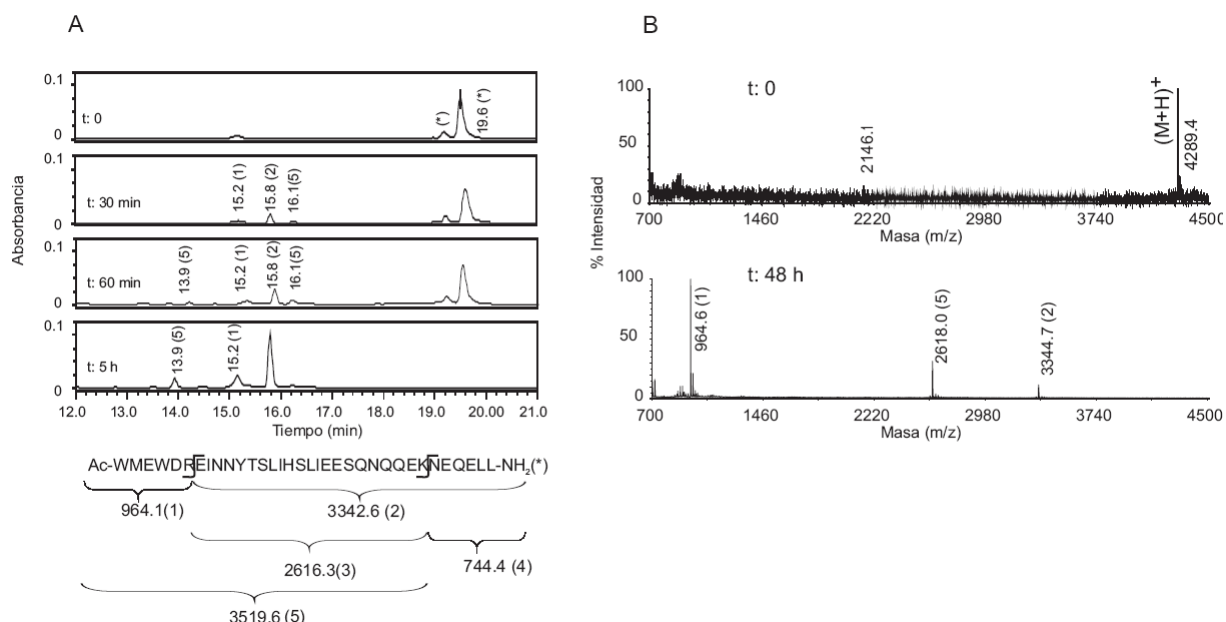 A
Absorbancia
0.1
0
t: 0
(*)
19.6 (*)
0.1
0
t: 30 min
15.2 (1)
15.8 (2)
16.1(5)
0.1
0
t: 60 min
13.9 (5)
15.2 (1)
15.8 (2)
16.1(5)
0.1
0
t: 5 h
13.9 (5)
15.2 (1)
12.0 13.0 14.0 15.0 16.0 17.0 18.0 19.0 20.00 21.0
Tiempo (min)
Ac-WMEWDREINNYTSLIHSLIEESQNQQEKNEQELL-NH2(*)
964.1(1) 3342.6 (2)
2616.3(3) 744.4 (4)
3519.6 (5)
B
% Intensidad
100
50
0
t: 0
2146.1
(M+H)+
4289.4
700 1460 2220 2980 3740 4500
Masa (m/z)
100
50
0
t: 48 h
964.6 (1)
2618.0 (5)
3344.7 (2)
700 1460 2220 2980 3740 4500
Masa (m/z)